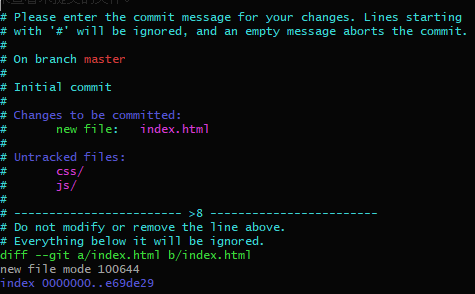 # Please enter the commit message for your changes. Lines starting
# with '#' will be ignored, and an empty message aborts the commit.
#
# On branch master
#
# Initial commit
#
# Changes to be committed:
#       new file:   index.html
#
# Untracked files:
#       css/
#       js/
#
# ------------------------ >8 ------------------------
# Do not modify or remove the line above.
# Everything below it will be ignored.
diff --git a/index.html b/index.html
new file mode 100644
index 0000000..e69de29